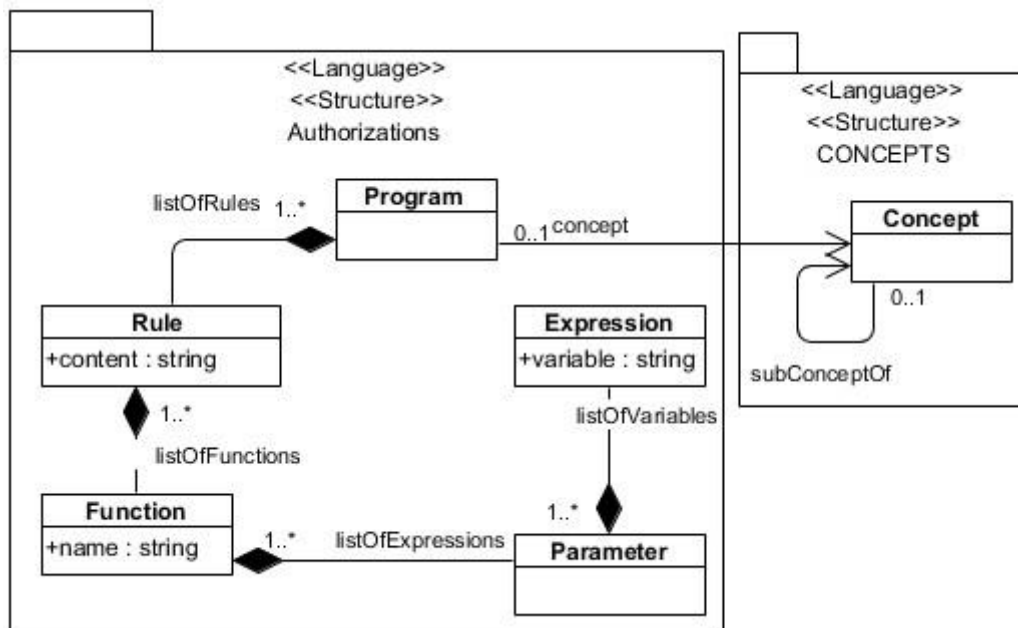 <<Language>>
<<Structure>>
Authorizations
<<Language>>
<<Structure>>
CONCEPTS
listOfRules
1..*
Program
0..1
concept
Concept
0..1
subConceptOf
Rule
+content : string
Expression
+variable : string
1..*
listOfFunctions
listOfVariables
1..*
Function
+name : string
1..*
listOfExpressions
Parameter